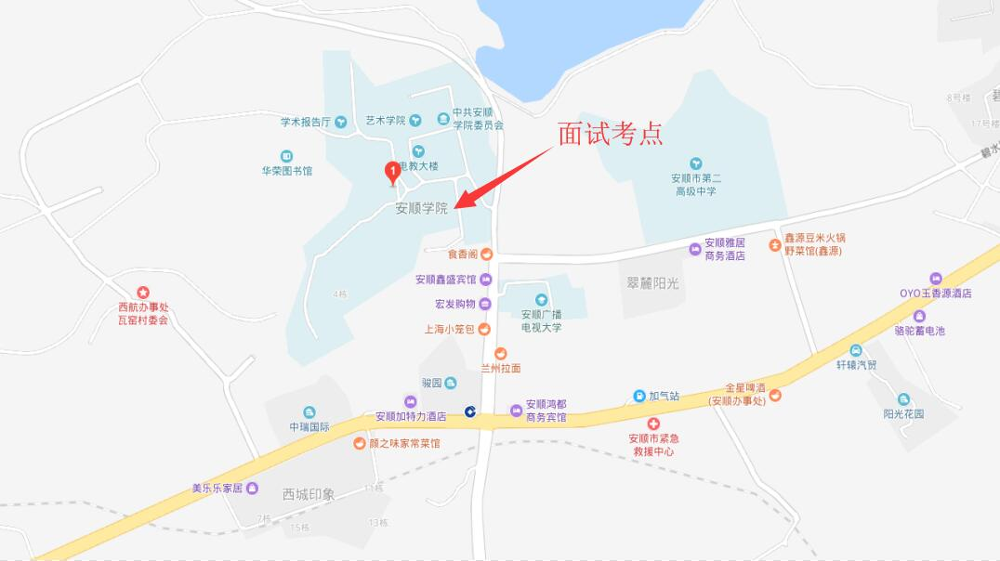 8号楼
碧
17号楼
碧水
学术报告厅
艺术学院
中共安顺
学院委员会
面试考点
华荣图书馆
电教大楼
1
安顺市第二
高级中学
安顺学院
食香阁
安顺雅居
商务酒店
鑫源豆米火锅
野菜馆(鑫源)
安顺鑫盛宾馆
翠麓阳光
OYO玉香源酒店
4栋
西航办事处
瓦窑村委会
宏发购物
安顺广播
电视大学
上海小笼包
骆驼蓄电池
兰州拉面
轩辕汽贸
骏园
加气站
金星啤酒
(安顺办事处)
安顺加特力酒店
安顺鸿都
商务宾馆
阳光花园
中瑞国际
颜之味家常菜馆
安顺市紧急
救援中心
美乐乐家居
西城印象
11栋
7栋
15栋
13栋